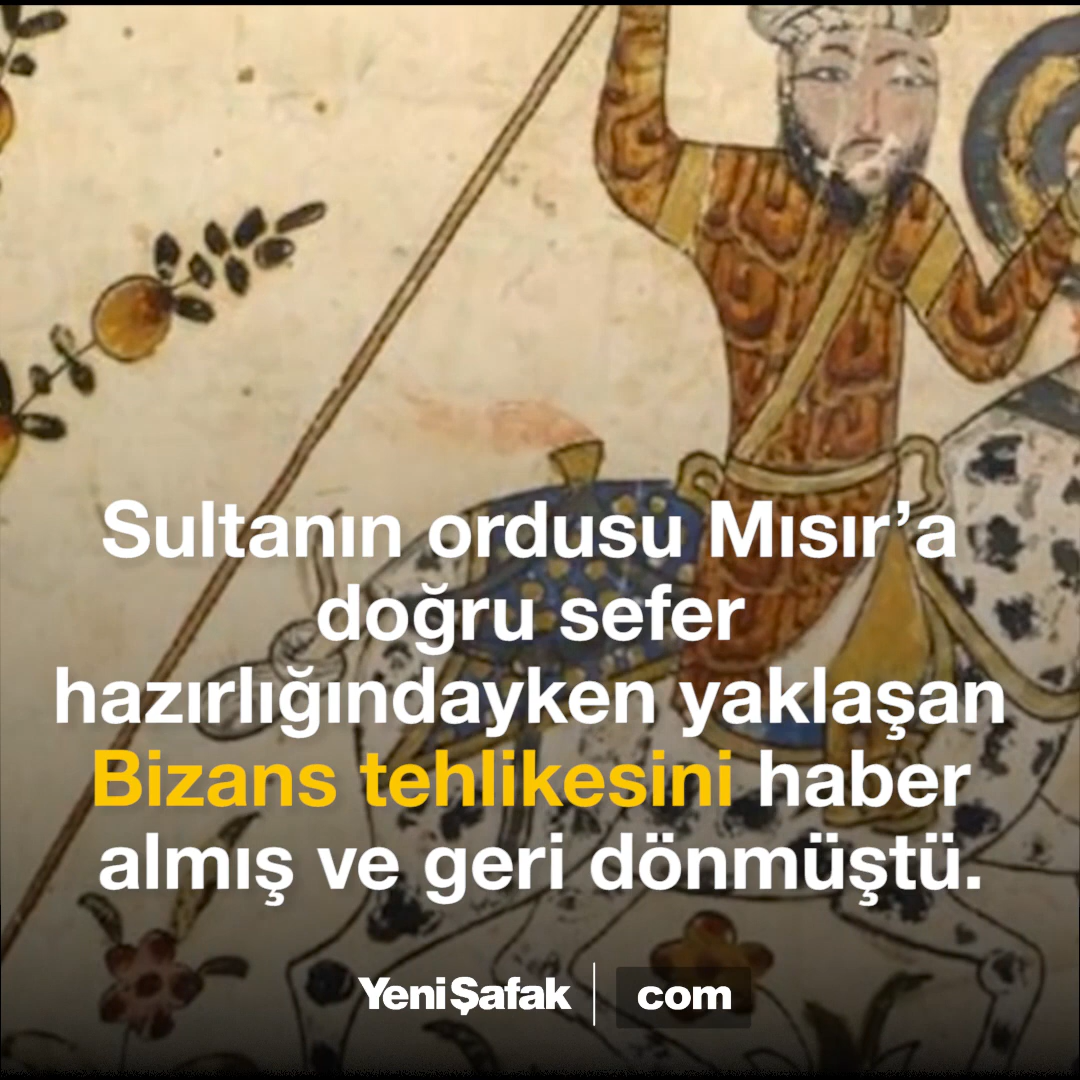 Sultanın ordusu Mısır’a
doğru sefer
hazırlığındayken yaklaşan
Bizans tehlikesini haber
almış ve geri dönmüştü.
YeniŞafak | com